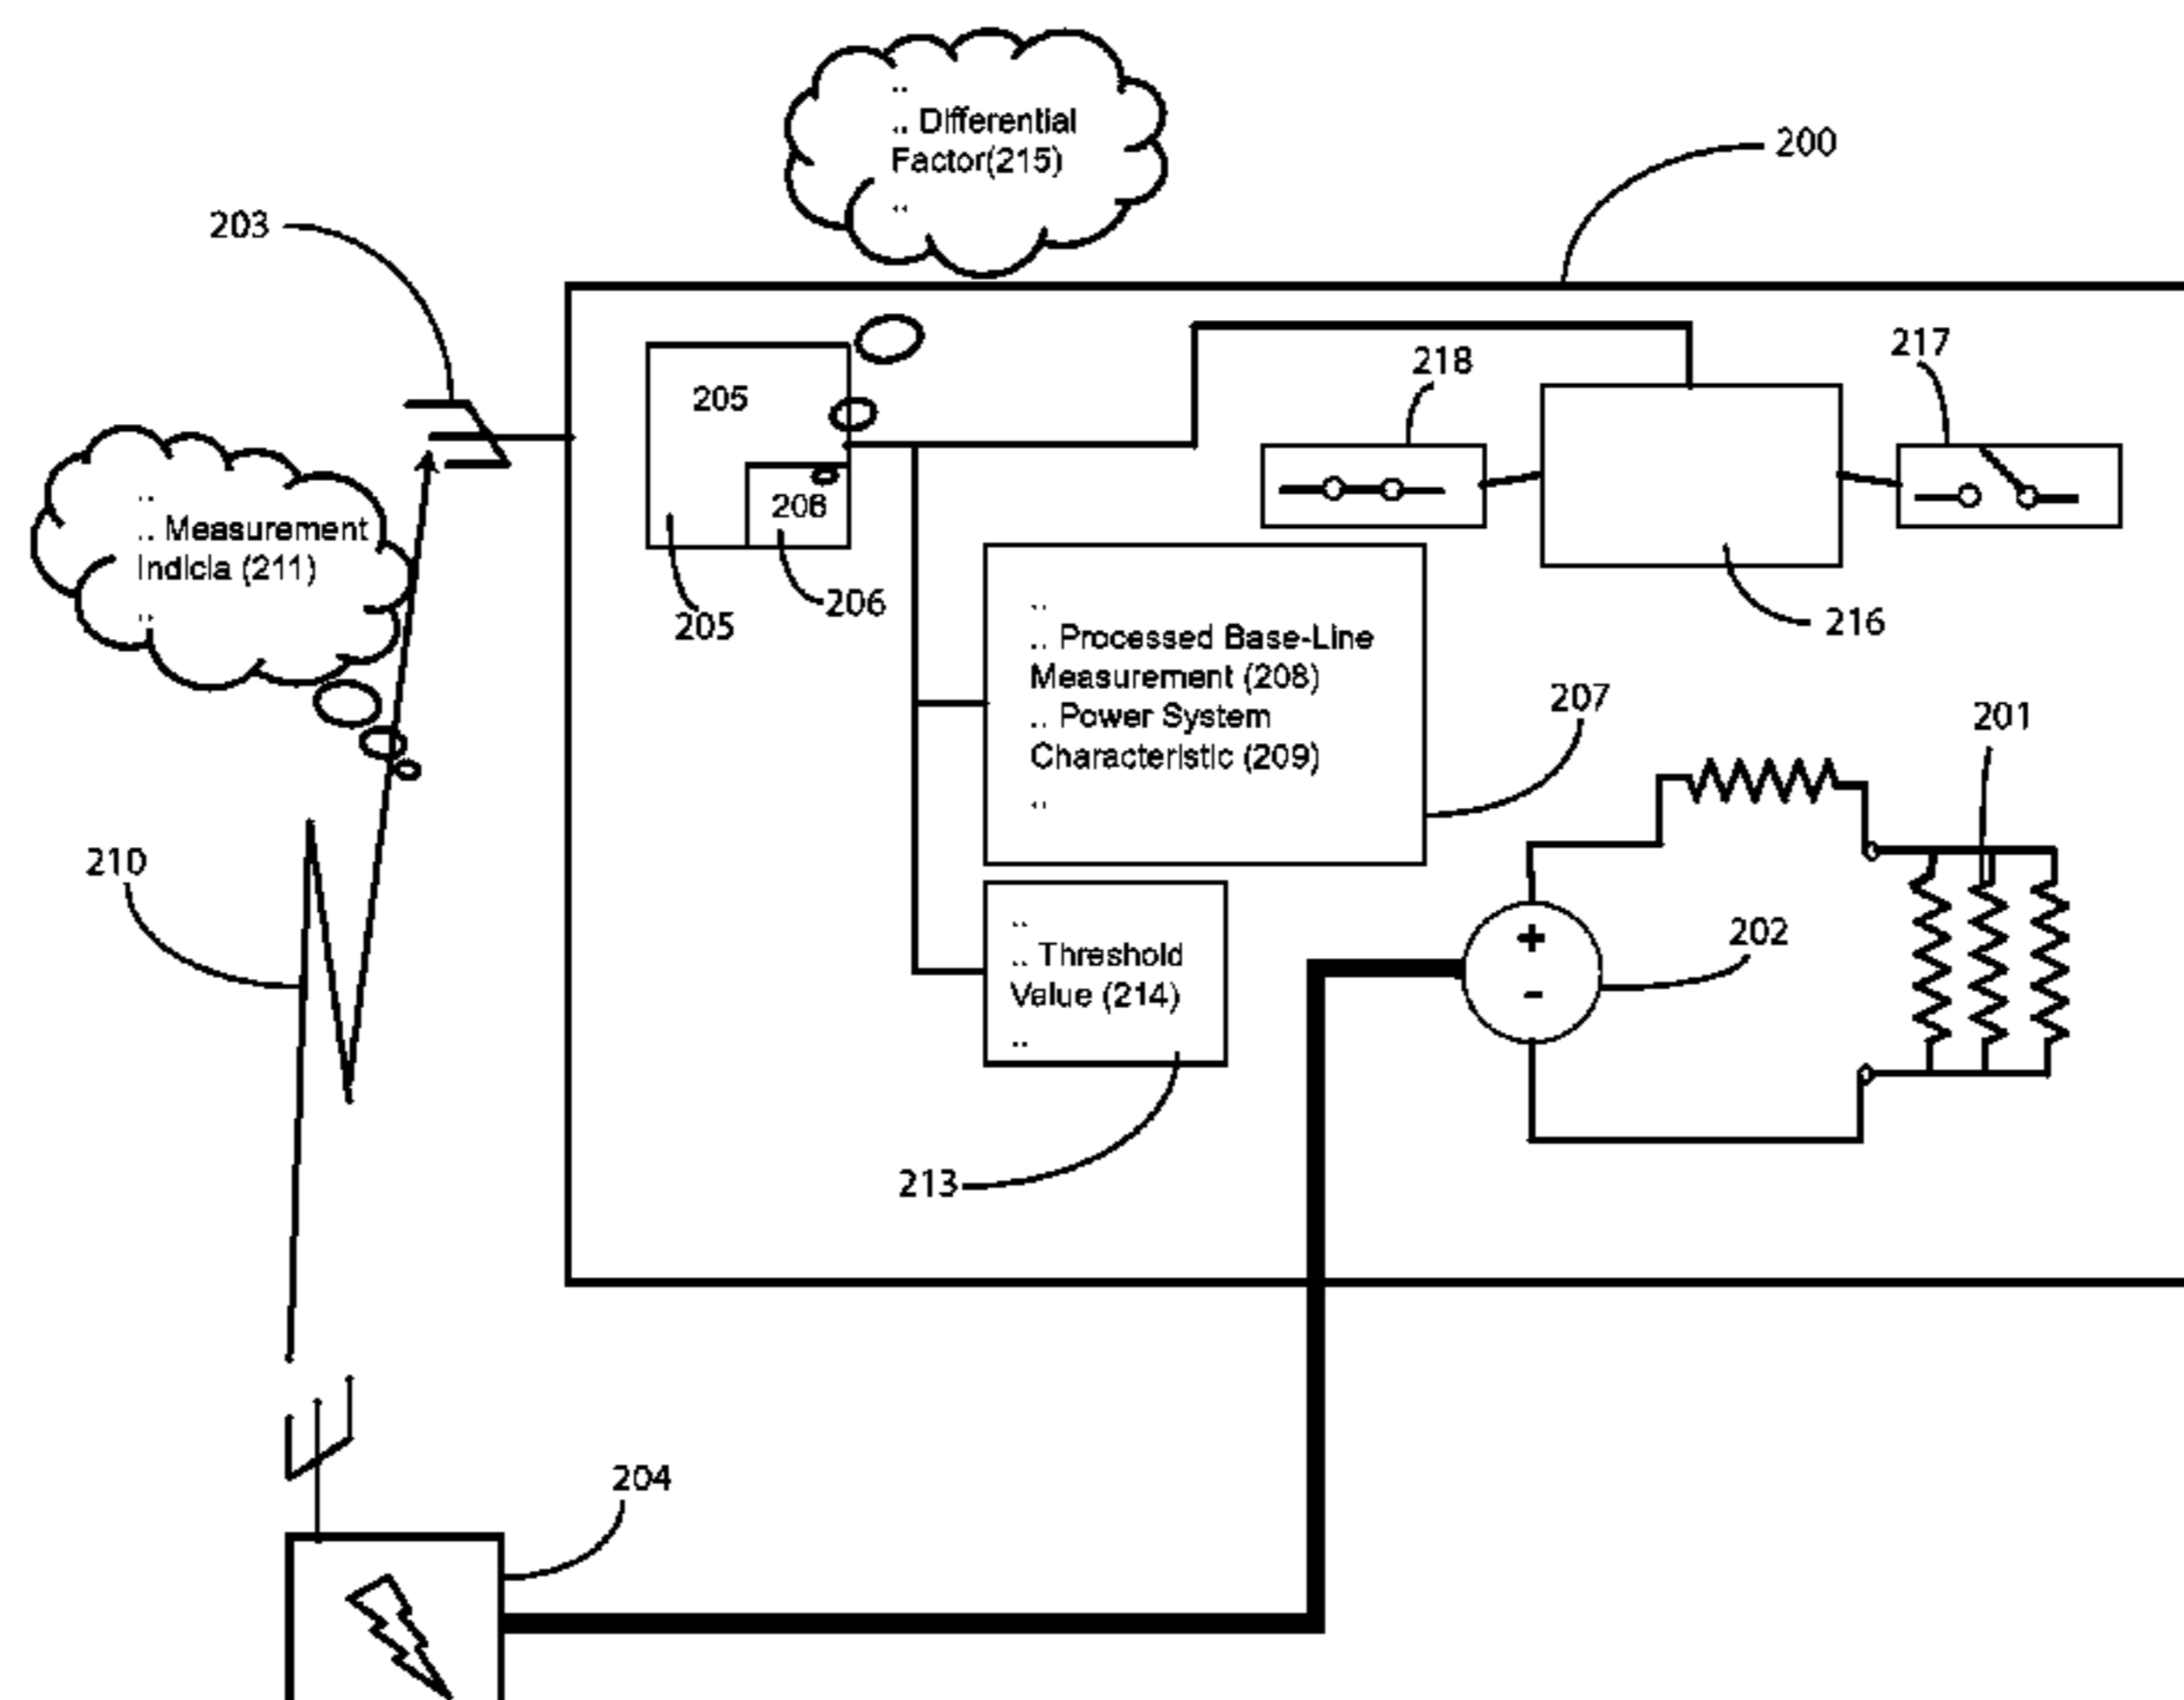 ..
.. Differential
Factor(215)
..
200
203
217
218
205
206
..
.. Measurement
Indicia (211)
..
205
206
216
..
.. Processed Base-Line
Measurement (208)
.. Power System
Characteristic (209)
..
207
201
210
202
..
.. Threshold
Value (214)
..
+
-
213
204